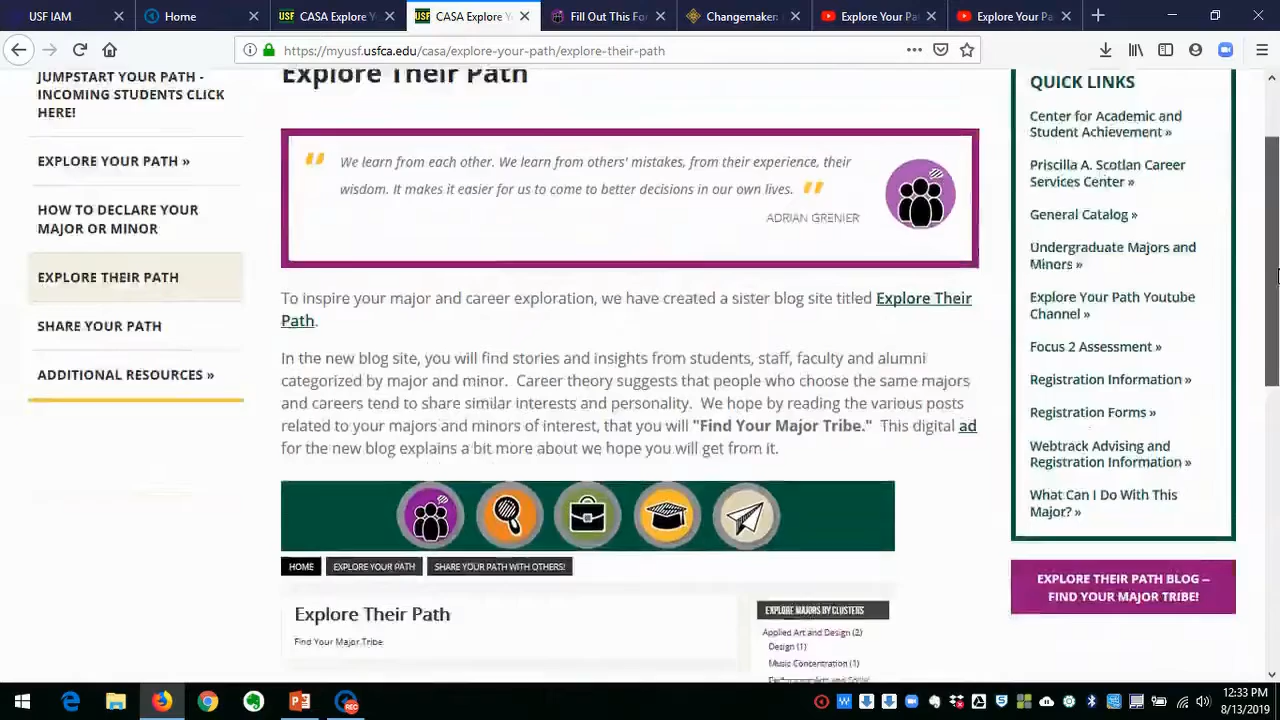 USF IAM
Home
CASA Explore Y
CASA Explore Y
Fill Out This Fo
Changemaker
Explore Your Pa
Explore Your Pa
https://myusf.usfca.edu/casa/explore-your-path/explore-their-path
JUMPSTART YOUR PATH -
INCOMING STUDENTS CLICK
HERE!
EXPLORE YOUR PATH »
HOW TO DECLARE YOUR
MAJOR OR MINOR
EXPLORE THEIR PATH
SHARE YOUR PATH
ADDITIONAL RESOURCES »
Explore Their Path
" We learn from each other. We learn from others' mistakes, from their experience, their
wisdom. It makes it easier for us to come to better decisions in our own lives. "
ADRIAN GRENIER
To inspire your major and career exploration, we have created a sister blog site titled Explore Their
Path.
In the new blog site, you will find stories and insights from students, staff, faculty and alumni
categorized by major and minor. Career theory suggests that people who choose the same majors
and careers tend to share similar interests and personality. We hope by reading the various posts
related to your majors and minors of interest, that you will "Find Your Major Tribe." This digital ad
for the new blog explains a bit more about we hope you will get from it.
HOME
EXPLORE YOUR PATH
SHARE YOUR PATH WITH OTHERS!
Explore Their Path
Find Your Major Tribe
EXPLORE MAJORS BY CLUSTERS
Applied Art and Design (2)
Design (1)
Music Concentration (1)
QUICK LINKS
Center for Academic and
Student Achievement »
Priscilla A. Scotlan Career
Services Center »
General Catalog »
Undergraduate Majors and
Minors »
Explore Your Path Youtube
Channel »
Focus 2 Assessment »
Registration Information »
Registration Forms »
Webtrack Advising and
Registration Information »
What Can I Do With This
Major? »
EXPLORE THEIR PATH BLOG –
FIND YOUR MAJOR TRIBE!
12:33 PM
8/13/2019